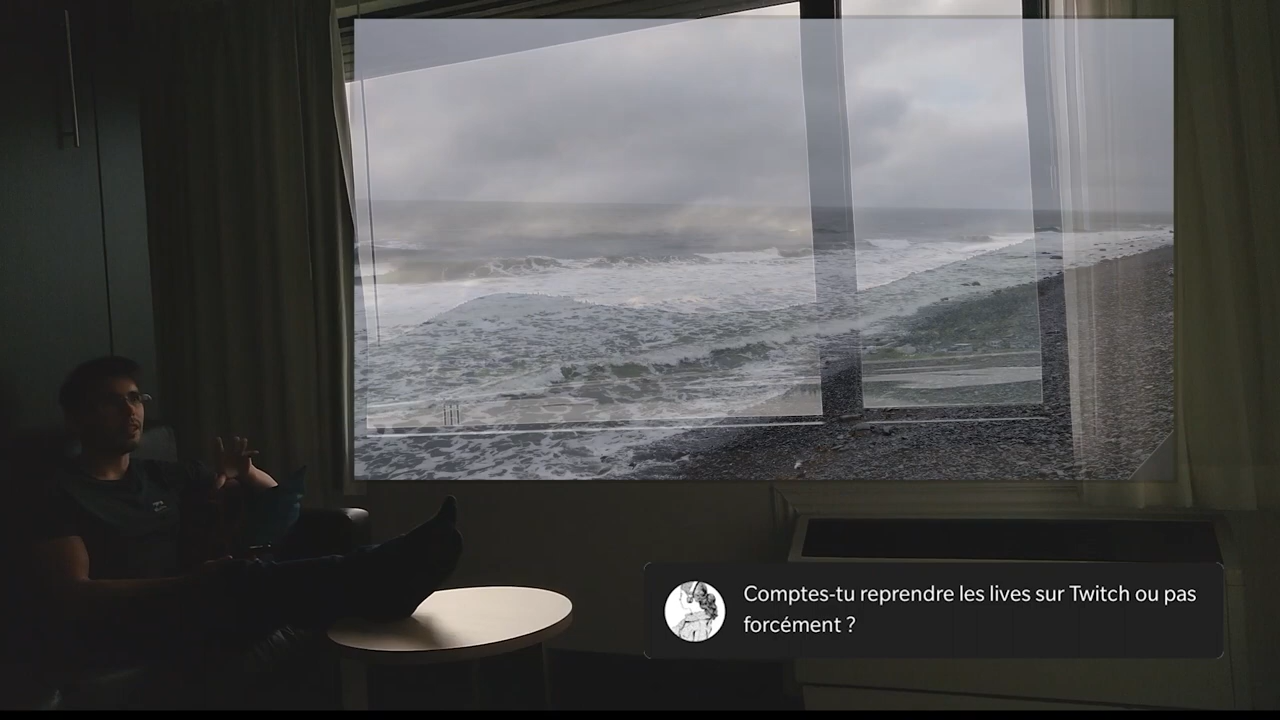 Comptes-tu reprendre les lives sur Twitch ou pas
forcément ?